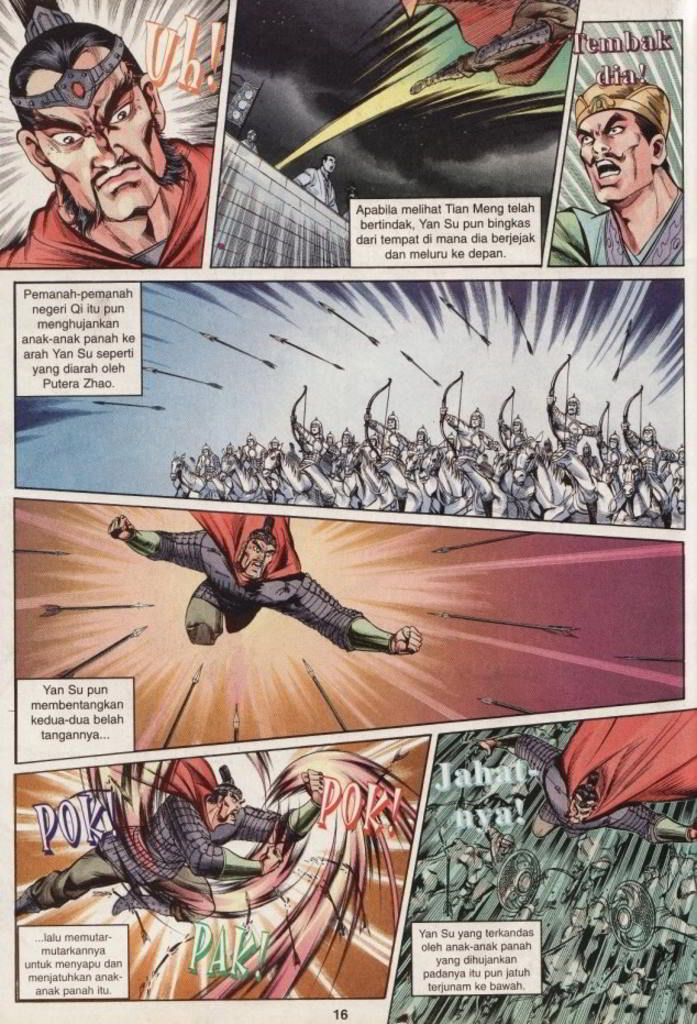 Uh!
Apabila melihat Tian Meng telah
bertindak, Yan Su pun bingkas
dari tempat di mana dia berjejak
dan meluru ke depan.
Tembak
dia!
Pemanah-pemanah
negeri Qi itu pun
menghujankan
anak-anak panah ke
arah Yan Su seperti
yang diarah oleh
Putera Zhao.
Yan Su pun
membentangkan
kedua-dua belah
tangannya...
POK!
POK!
PAK!
...lalu memutar-
mutarkannya
untuk menyapu dan
menjatuhkan anak-
anak panah itu.
Jahat-
nya!
Yan Su yang terkandas
oleh anak-anak panah
yang dihujankan
padanya itu pun jatuh
terjunam ke bawah.
16